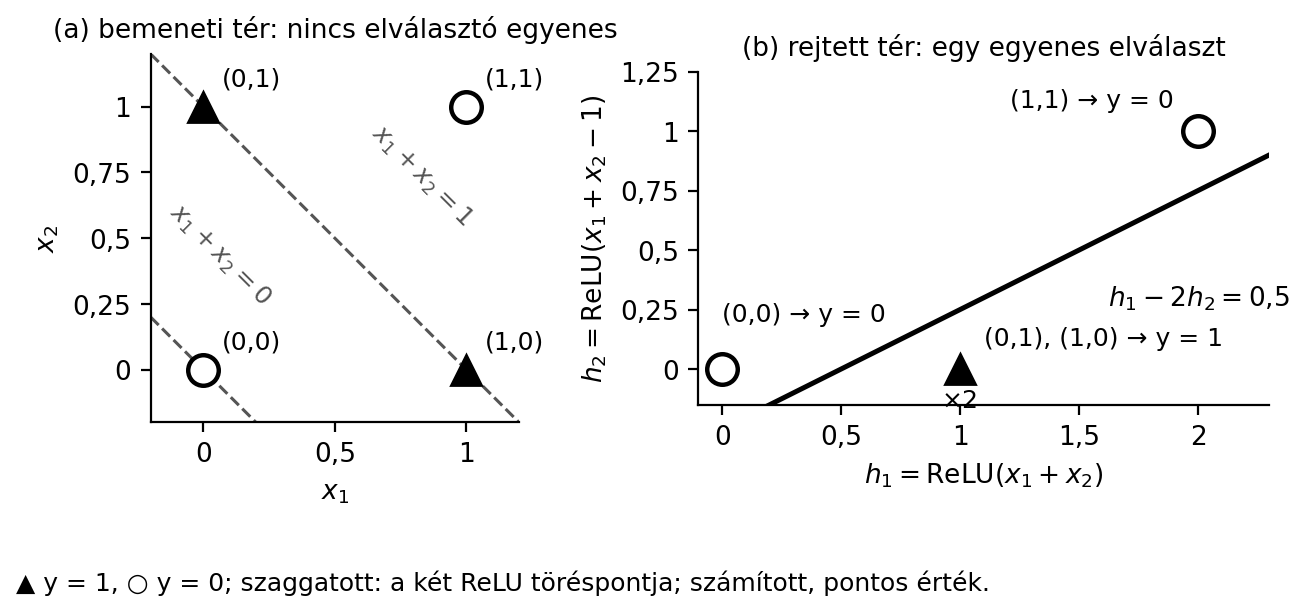 (a) bemeneti tér: nincs elválasztó egyenes
(0,1)
(1,1)
x₁ + x₂ = 1
x₁ + x₂ = 0
(0,0)
(1,0)
1
0,75
0,5
0,25
0
x₂
0
0,5
1
x₁
(b) rejtett tér: egy egyenes elválaszt
1,25
1
0,75
0,5
0,25
0
h₂ = ReLU(x₁ + x₂ − 1)
(1,1) → y = 0
h₁ − 2h₂ = 0,5
(0,0) → y = 0
(0,1), (1,0) → y = 1
×2
0
0,5
1
1,5
2
h₁ = ReLU(x₁ + x₂)
▲ y = 1, ○ y = 0; szaggatott: a két ReLU töréspontja; számított, pontos érték.